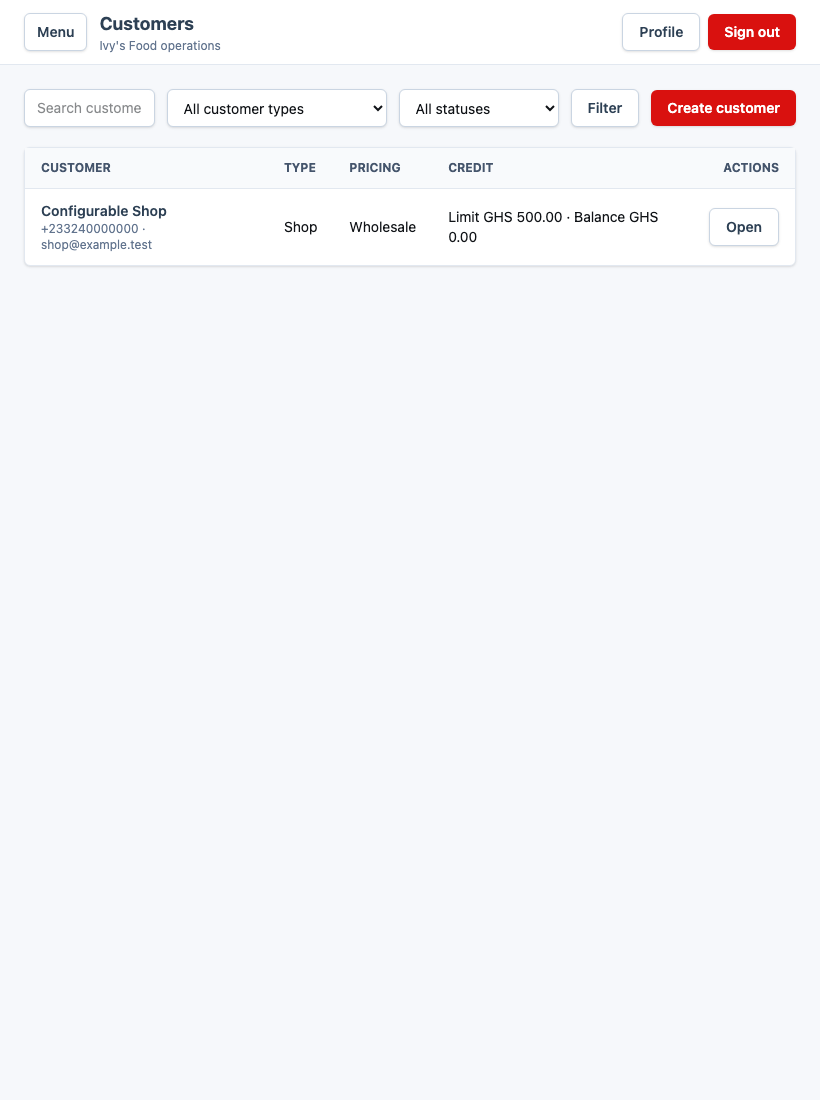 Menu
Customers
Ivy's Food operations
Profile
Sign out
Search custome
All customer types
All statuses
Filter
Create customer
CUSTOMER
TYPE
PRICING
CREDIT
ACTIONS
Configurable Shop
+233240000000 ·
shop@example.test
Shop
Wholesale
Limit GHS 500.00 · Balance GHS
0.00
Open